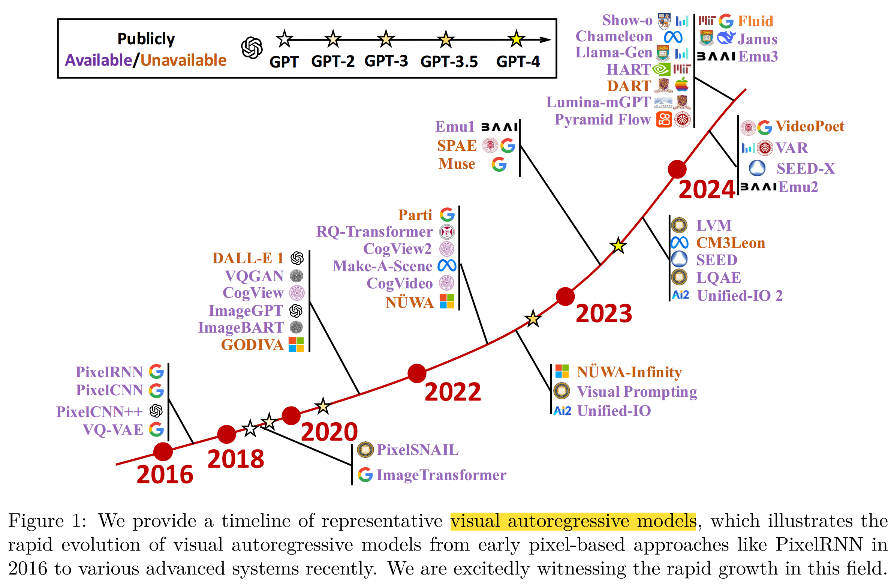 Publicly
Available/Unavailable
GPT GPT-2 GPT-3 GPT-3.5 GPT-4
Show-o
Chameleon
Llama-Gen
HART
DART
Lumina-mGPT
Pyramid Flow
Fluid
Janus
BAAI Emu3
Emu1 BAAI
SPAE
Muse
VideoPoet
VAR
SEED-X
BAAI Emu2
2024
Parti
RQ-Transformer
CogView2
Make-A-Scene
CogVideo
NÜWA
LVM
CM3Leon
SEED
LQAE
Ai2 Unified-IO 2
DALL-E 1
VQGAN
CogView
ImageGPT
ImageBART
GODIVA
2023
NÜWA-Infinity
Visual Prompting
Ai2 Unified-IO
2022
PixelRNN
PixelCNN
PixelCNN++
VQ-VAE
2020
2018
2016
PixelSNAIL
ImageTransformer
Figure 1: We provide a timeline of representative visual autoregressive models, which illustrates the
rapid evolution of visual autoregressive models from early pixel-based approaches like PixelRNN in
2016 to various advanced systems recently. We are excitedly witnessing the rapid growth in this field.